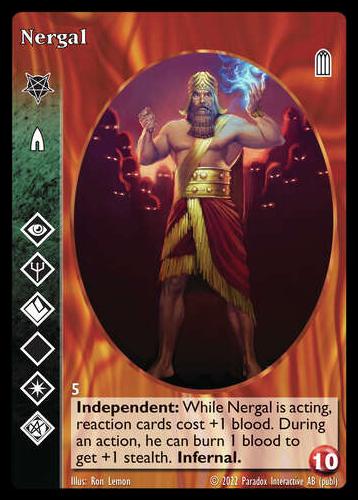 Nergal
5
Independent: While Nergal is acting,
reaction cards cost +1 blood. During
an action, he can burn 1 blood to
get +1 stealth. Infernal.
10
Illus: Ron Lemon
© 2022 Paradox Interactive AB (publ)